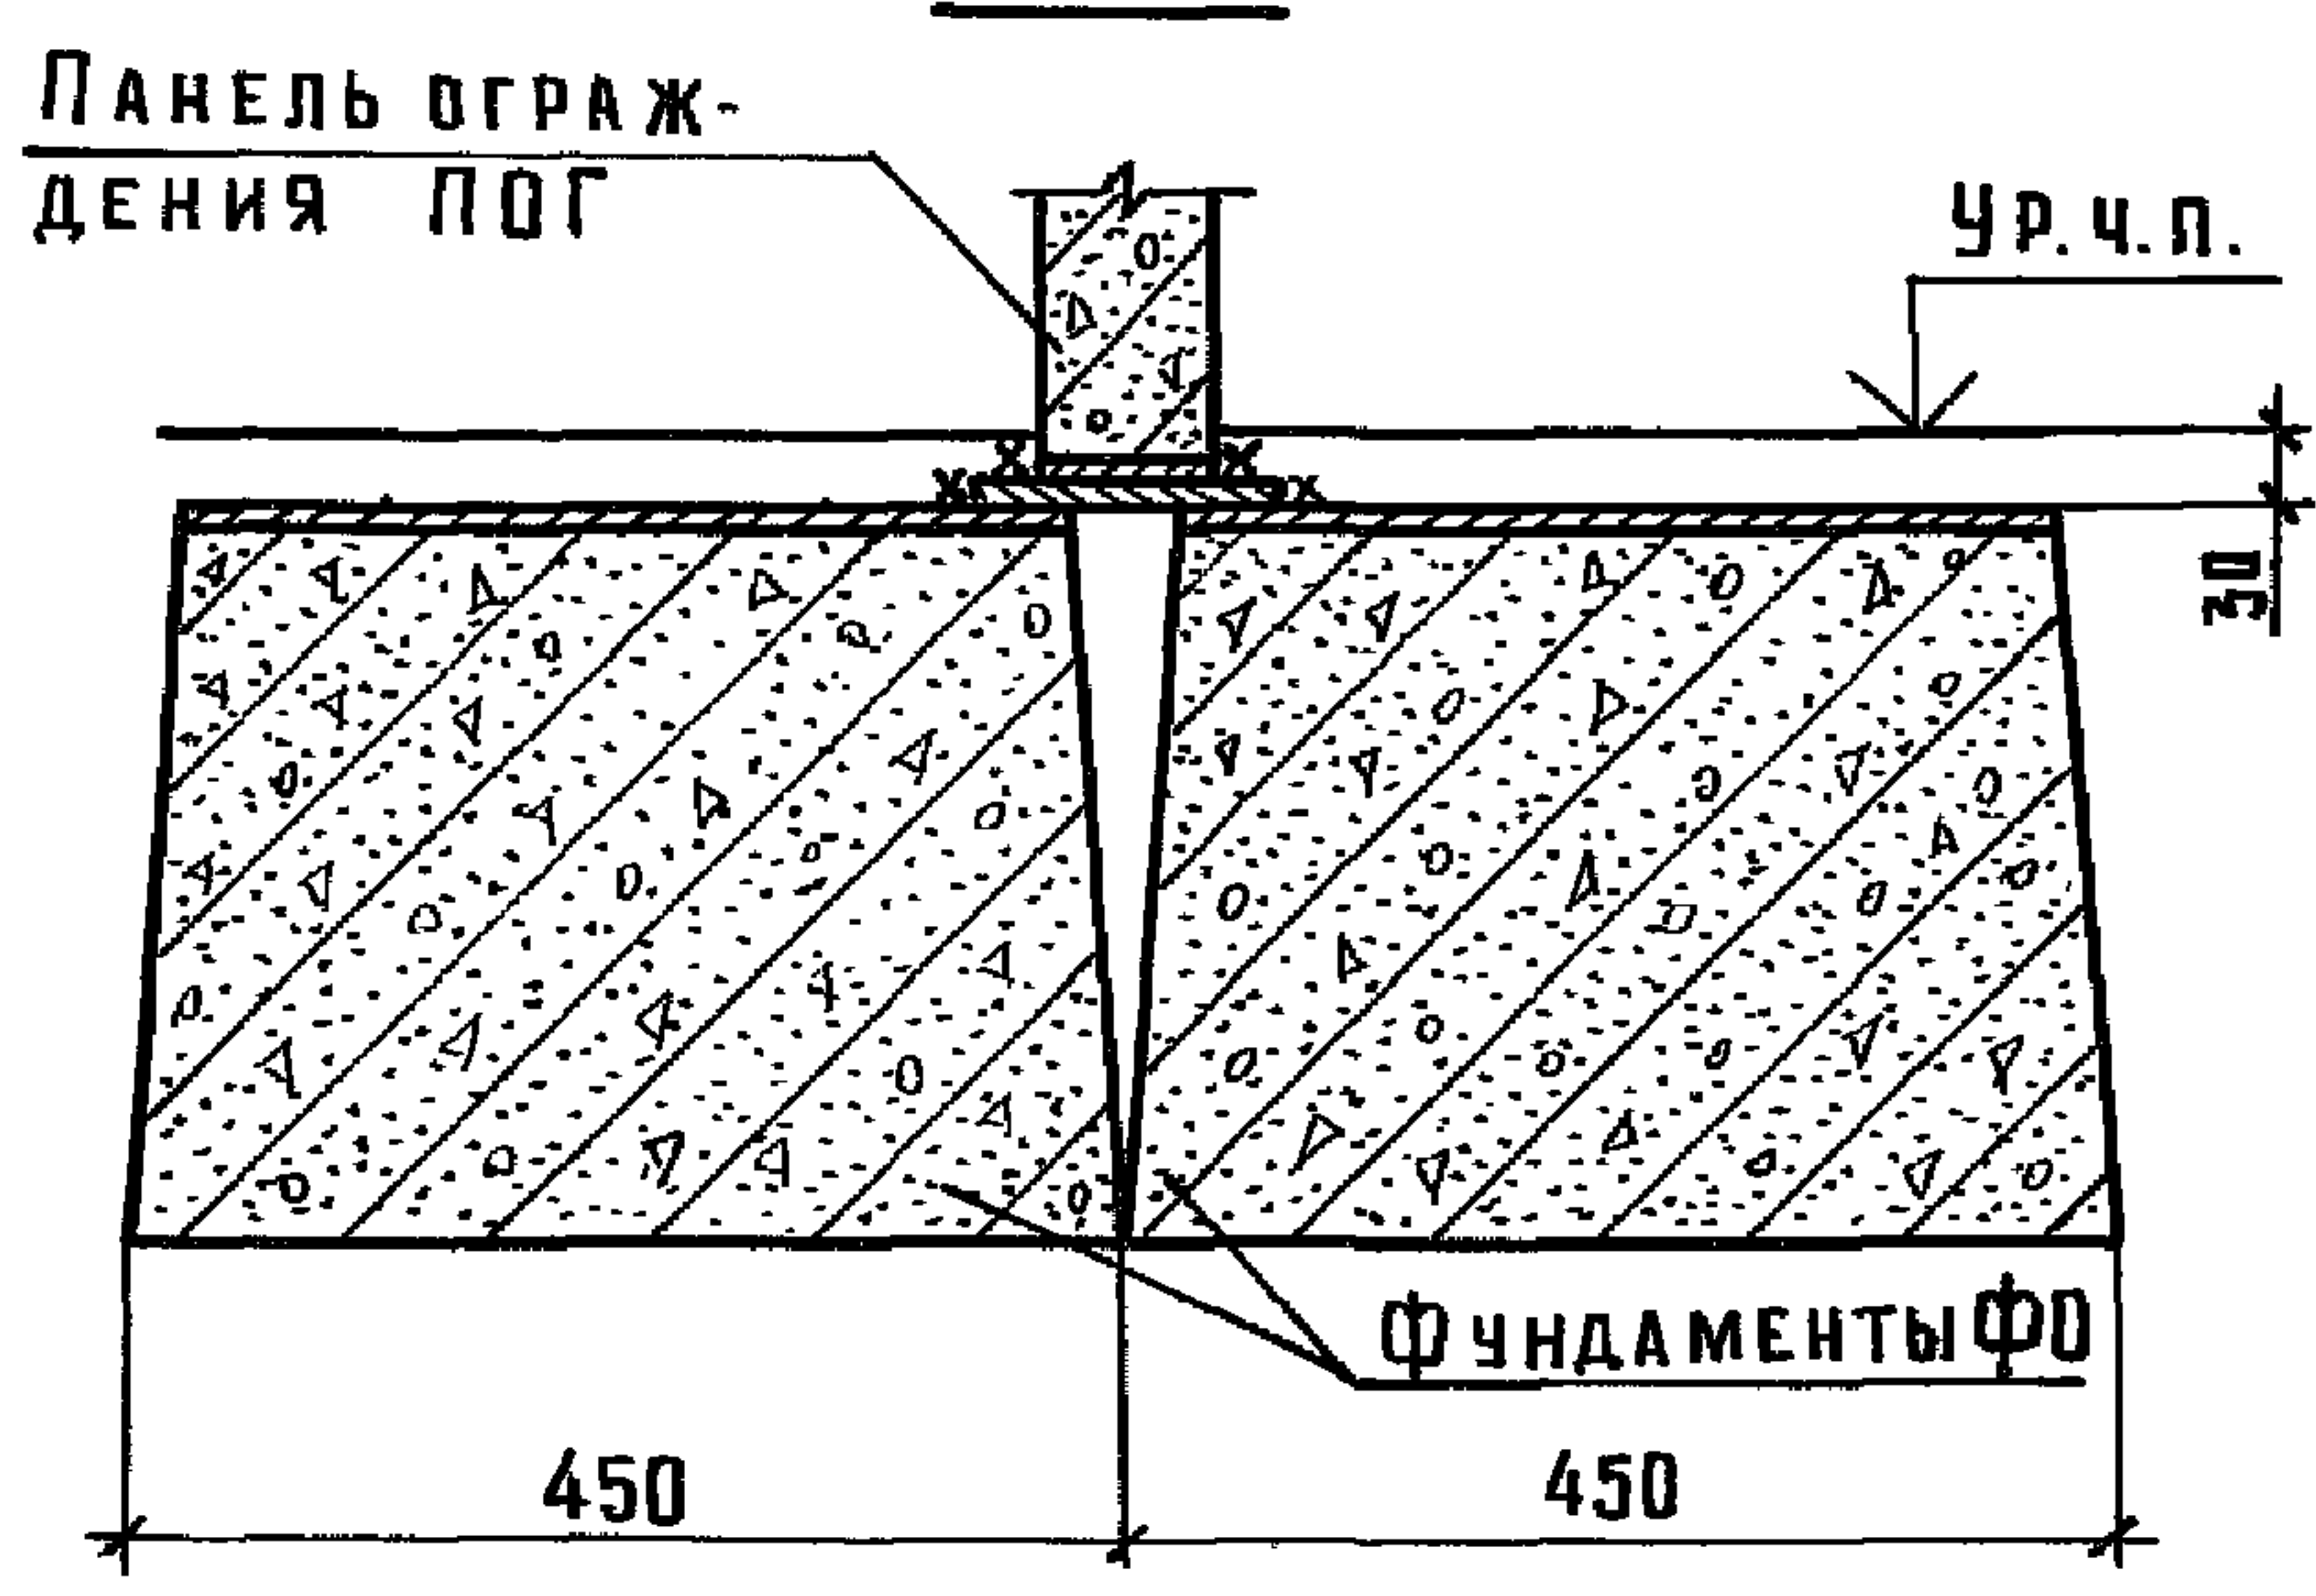 Панель ограж-
дения ПОГ
Ур.ч.п.
30
Фундаменты ФО
450
450